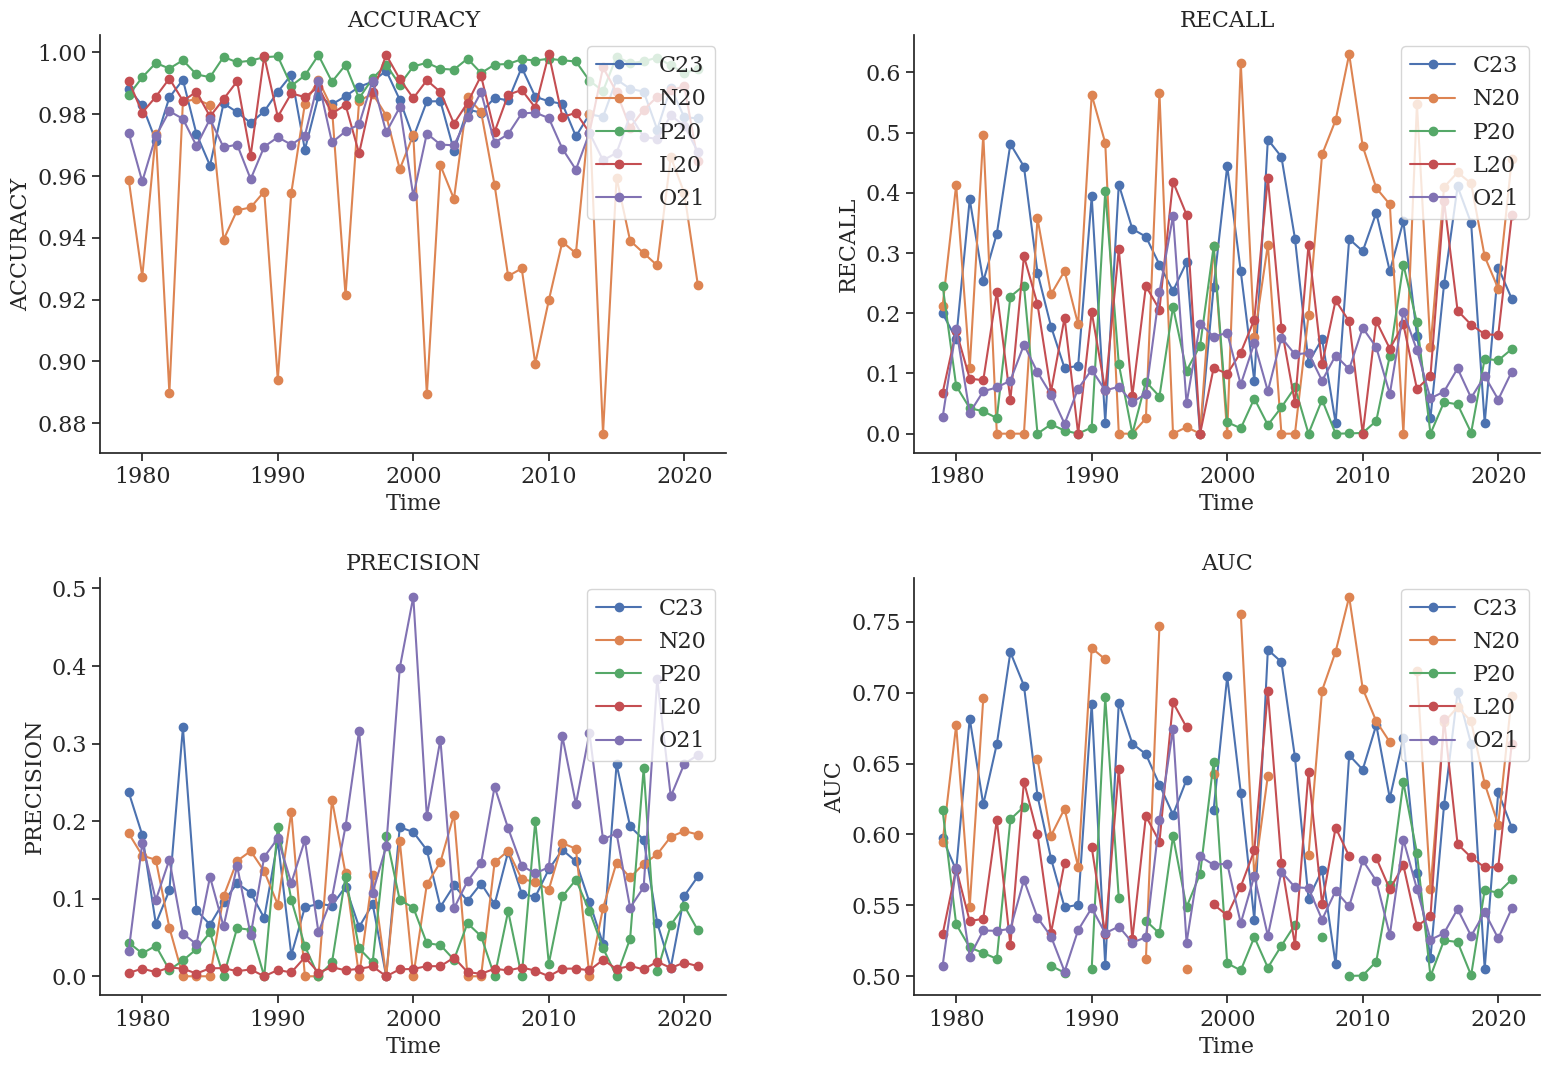 ACCURACY
ACCURACY
1.00
0.98
0.96
0.94
0.92
0.90
0.88
1980 1990 2000 2010 2020
Time
C23
N20
P20
L20
O21
RECALL
RECALL
0.6
0.5
0.4
0.3
0.2
0.1
0.0
1980 1990 2000 2010 2020
Time
C23
N20
P20
L20
O21
PRECISION
PRECISION
0.5
0.4
0.3
0.2
0.1
0.0
1980 1990 2000 2010 2020
Time
C23
N20
P20
L20
O21
AUC
AUC
0.75
0.70
0.65
0.60
0.55
0.50
1980 1990 2000 2010 2020
Time
C23
N20
P20
L20
O21